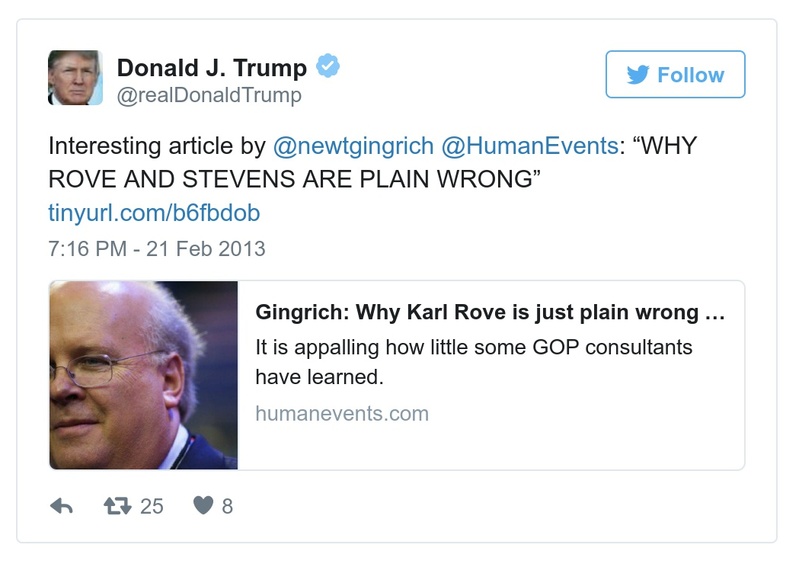 Donald J. Trump
@realDonaldTrump
Follow
Interesting article by @newtgingrich @HumanEvents: “WHY
ROVE AND STEVENS ARE PLAIN WRONG”
tinyurl.com/b6fbdob
7:16 PM - 21 Feb 2013
Gingrich: Why Karl Rove is just plain wrong ...
It is appalling how little some GOP consultants
have learned.
humanevents.com
25 8